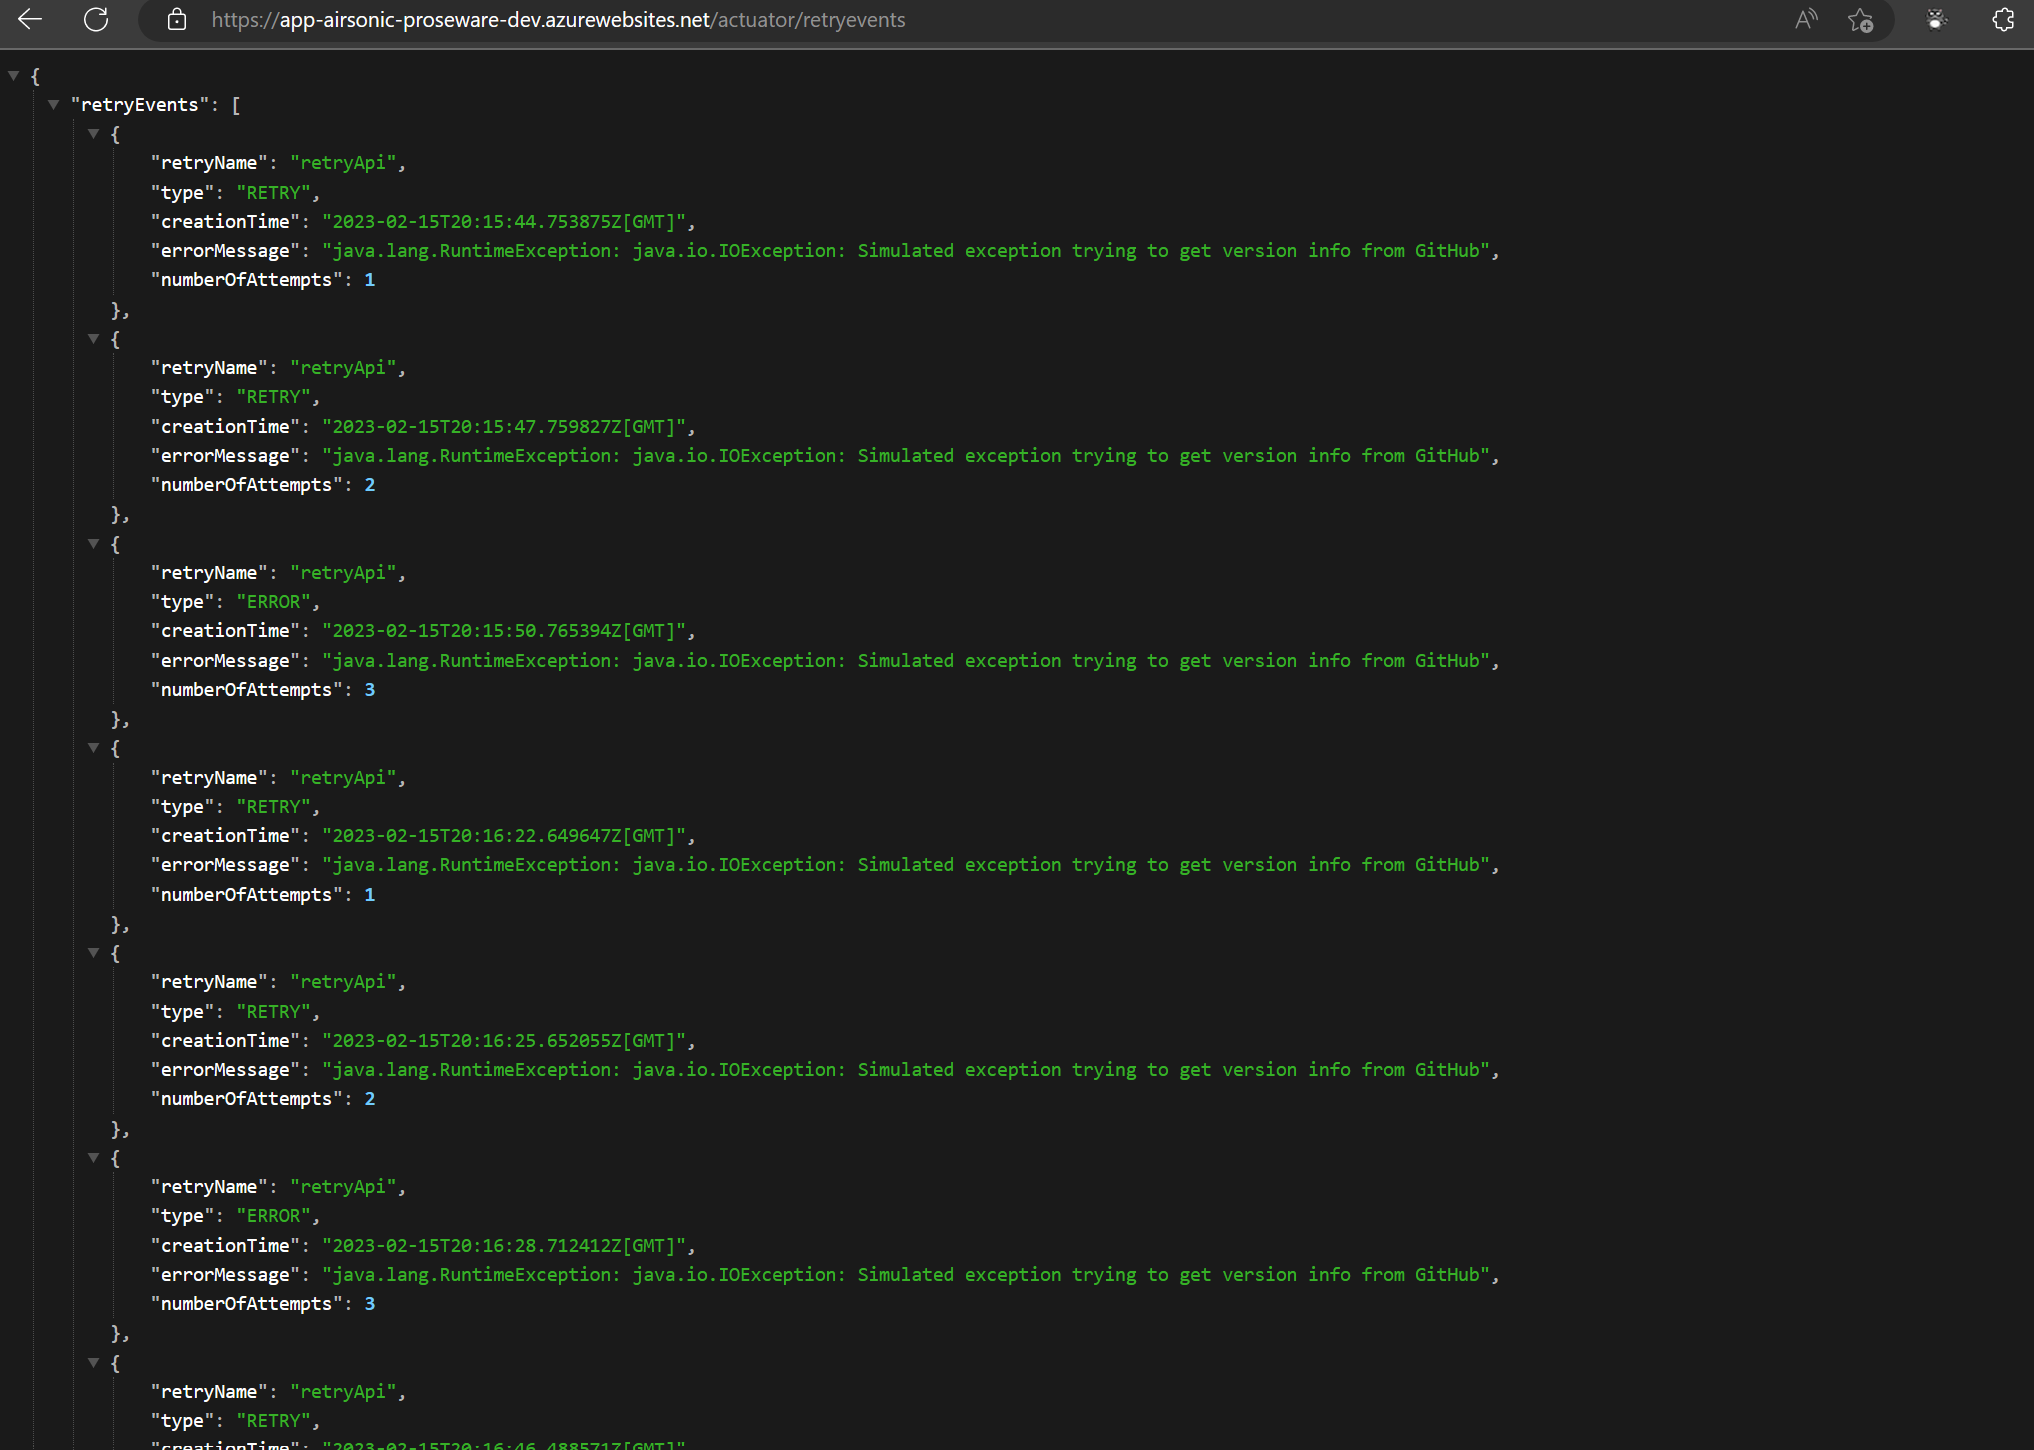 https://app-airsonic-proseware-dev.azurewebsites.net/actuator/retryevents
{
"retryEvents": [
{
"retryName": "retryApi",
"type": "RETRY",
"creationTime": "2023-02-15T20:15:44.753875Z[GMT]",
"errorMessage": "java.lang.RuntimeException: java.io.IOException: Simulated exception trying to get version info from GitHub",
"numberOfAttempts": 1
},
{
"retryName": "retryApi",
"type": "RETRY",
"creationTime": "2023-02-15T20:15:47.759827Z[GMT]",
"errorMessage": "java.lang.RuntimeException: java.io.IOException: Simulated exception trying to get version info from GitHub",
"numberOfAttempts": 2
},
{
"retryName": "retryApi",
"type": "ERROR",
"creationTime": "2023-02-15T20:15:50.765394Z[GMT]",
"errorMessage": "java.lang.RuntimeException: java.io.IOException: Simulated exception trying to get version info from GitHub",
"numberOfAttempts": 3
},
{
"retryName": "retryApi",
"type": "RETRY",
"creationTime": "2023-02-15T20:16:22.649647Z[GMT]",
"errorMessage": "java.lang.RuntimeException: java.io.IOException: Simulated exception trying to get version info from GitHub",
"numberOfAttempts": 1
},
{
"retryName": "retryApi",
"type": "RETRY",
"creationTime": "2023-02-15T20:16:25.652055Z[GMT]",
"errorMessage": "java.lang.RuntimeException: java.io.IOException: Simulated exception trying to get version info from GitHub",
"numberOfAttempts": 2
},
{
"retryName": "retryApi",
"type": "ERROR",
"creationTime": "2023-02-15T20:16:28.712412Z[GMT]",
"errorMessage": "java.lang.RuntimeException: java.io.IOException: Simulated exception trying to get version info from GitHub",
"numberOfAttempts": 3
},
{
"retryName": "retryApi",
"type": "RETRY",
"creationTime": "2023-02-15T20:16:46.488571Z[GMT]"